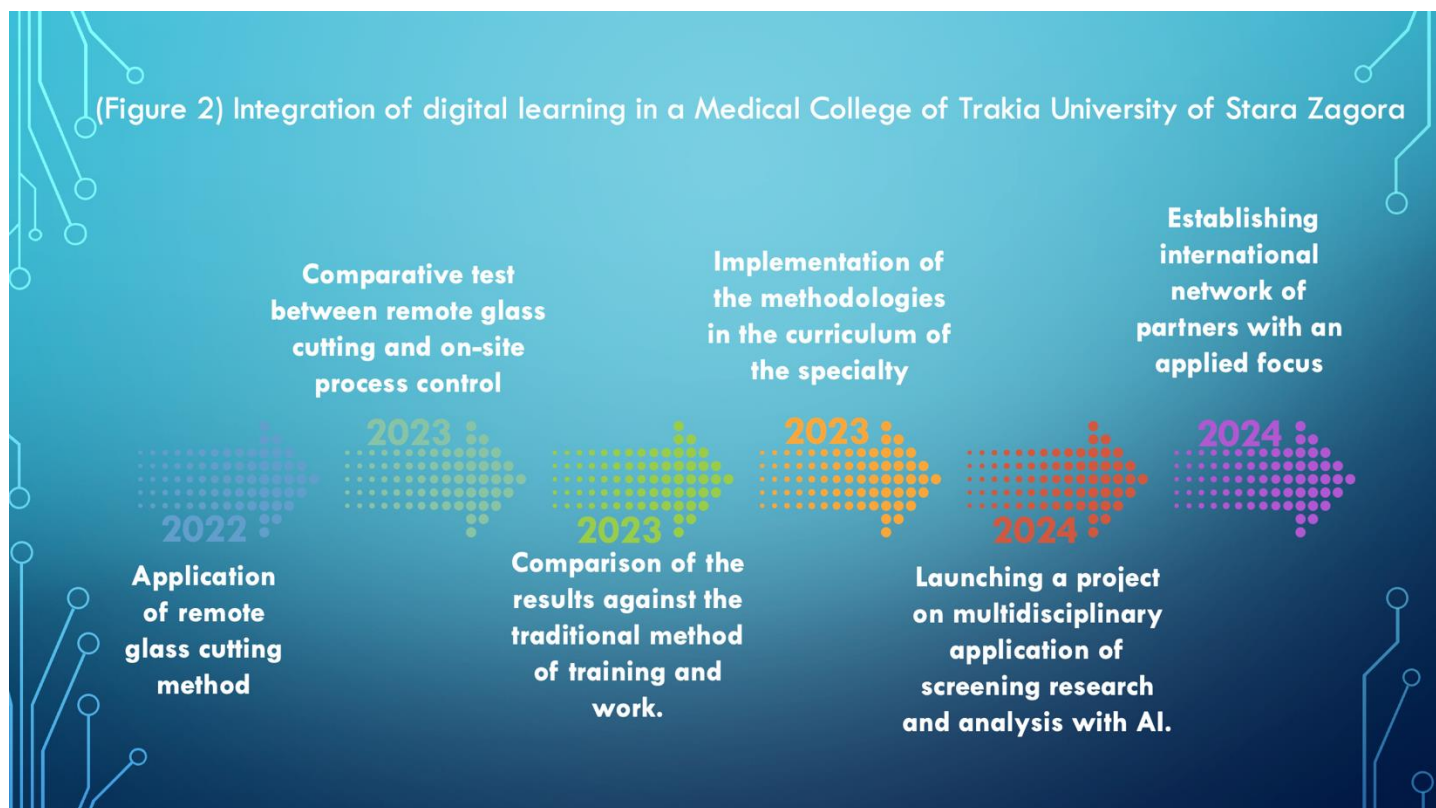 (Figure 2) Integration of digital learning in a Medical College of Trakia University of Stara Zagora
2022
Application
of remote
glass cutting
method
Comparative test
between remote glass
cutting and on-site
process control
2023
2023
Comparison of the
results against the
traditional method
of training and
work.
Implementation of
the methodologies
in the curriculum of
the specialty
2023
2024
Launching a project
on multidisciplinary
application of
screening research
and analysis with AI.
Establishing
international
network of
partners with an
applied focus
2024